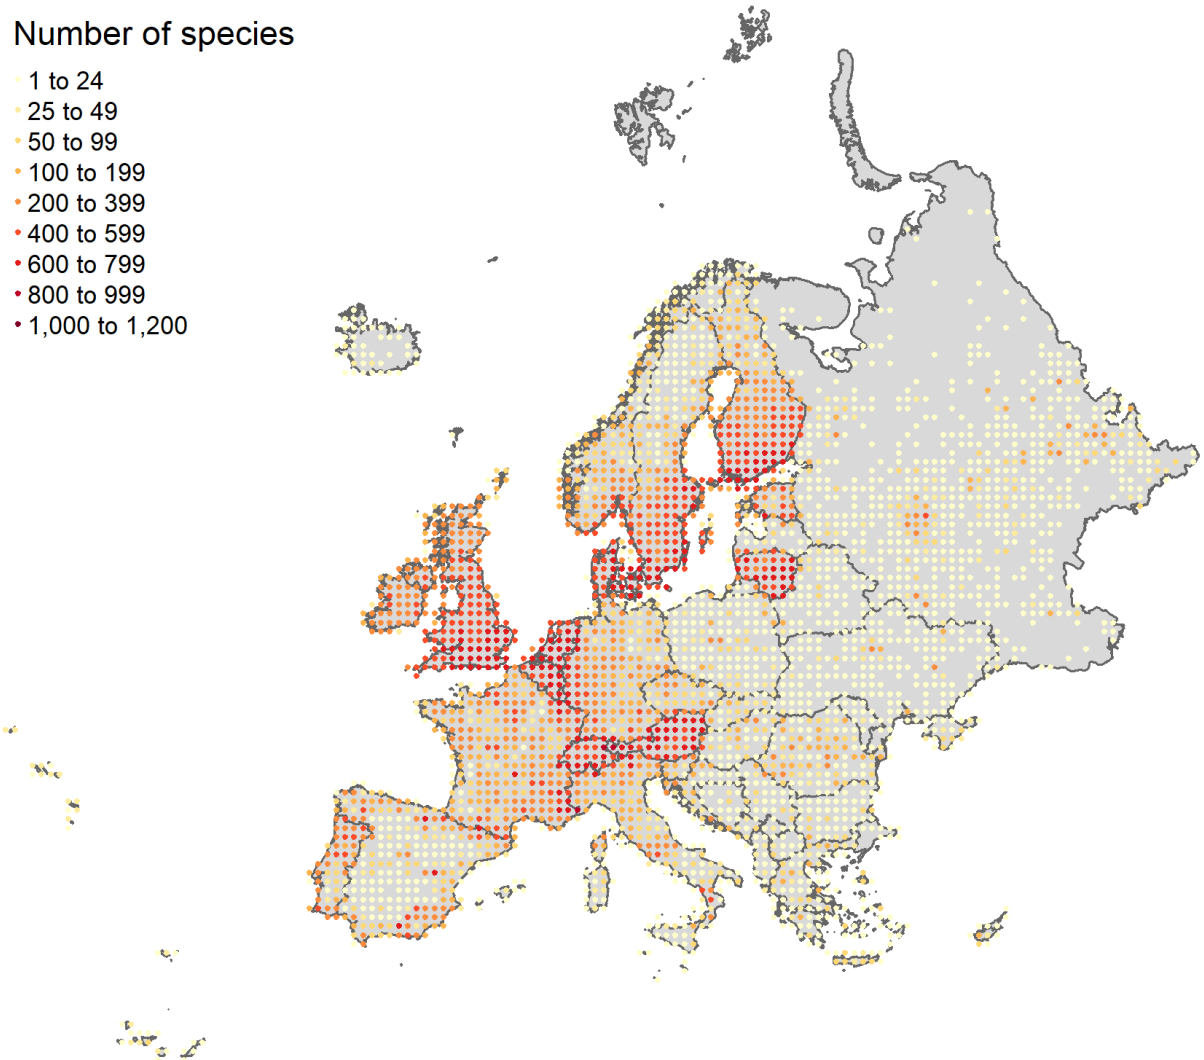 Number of species
1 to 24
25 to 49
50 to 99
100 to 199
200 to 399
400 to 599
600 to 799
800 to 999
1,000 to 1,200